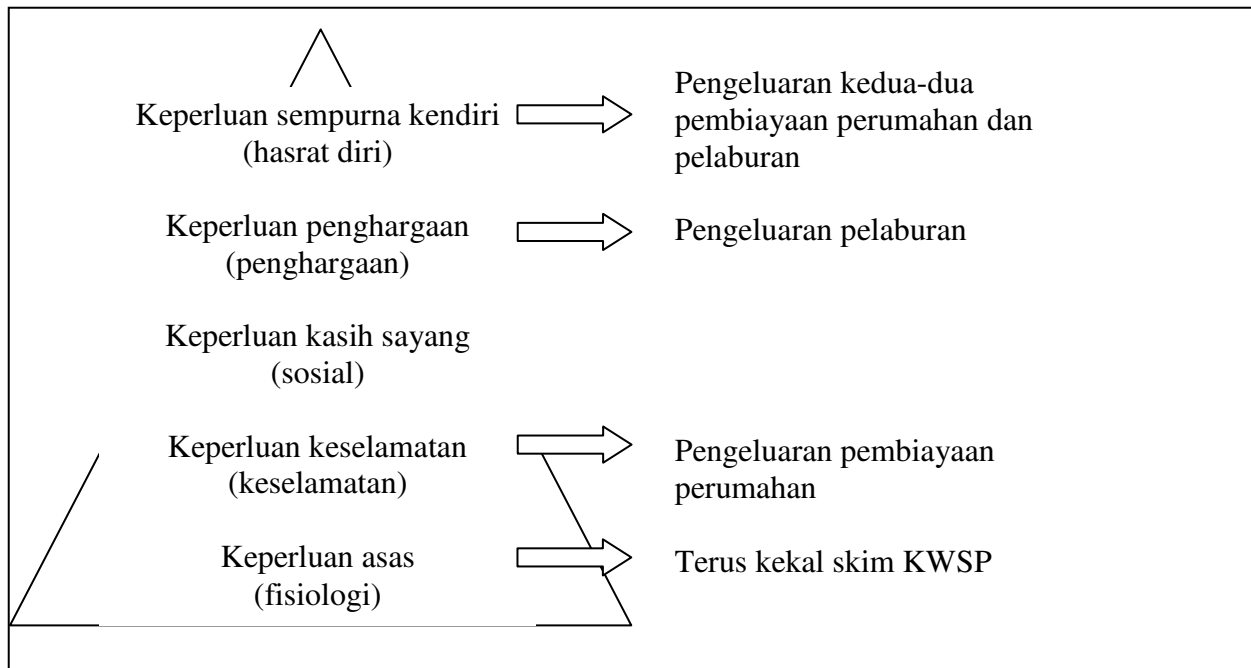 Keperluan sempurna kendiri
(hasrat diri)
Pengeluaran kedua-dua
pembiayaan perumahan dan
pelaburan
Keperluan penghargaan
(penghargaan)
Pengeluaran pelaburan
Keperluan kasih sayang
(sosial)
Keperluan keselamatan
(keselamatan)
Pengeluaran pembiayaan
perumahan
Keperluan asas
(fisiologi)
Terus kekal skim KWSP